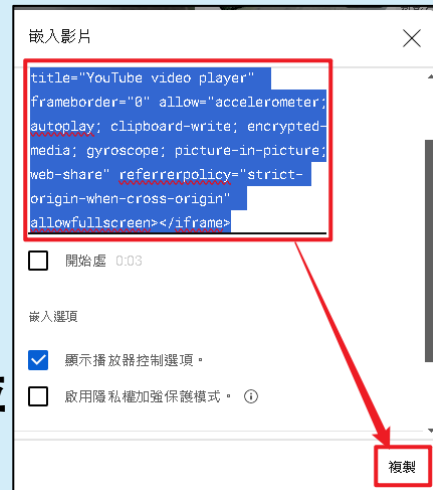 嵌入影片
title="YouTube video player"
frameborder="0" allow="accelerometer;
autoplay; clipboard-write; encrypted-
media; gyroscope; picture-in-picture;
web-share" referrerpolicy="strict-
origin-when-cross-origin"
allowfullscreen></iframe>
開始處 0:03
嵌入選項
顯示播放器控制選項。
啟用隱私權加強保護模式。
複製